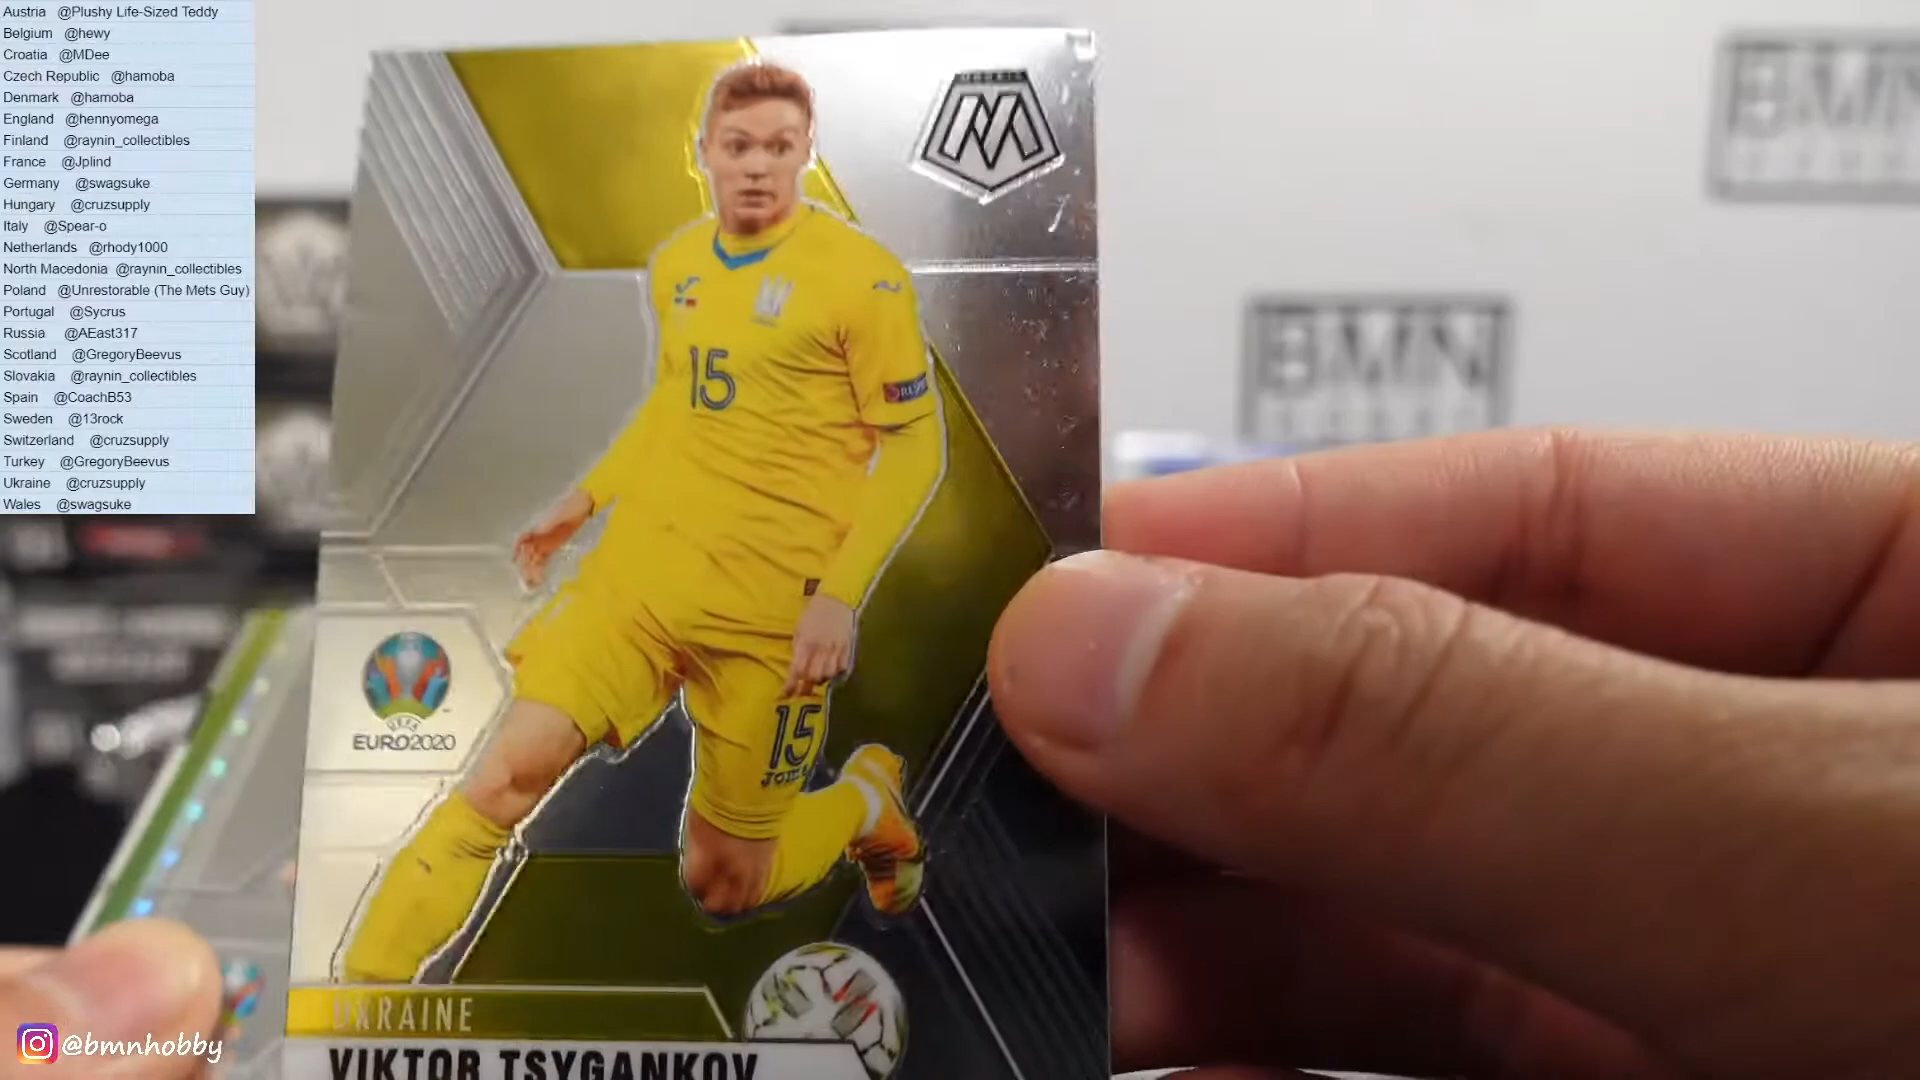 Austria @Plushy Life-Sized Teddy
Belgium @hewy
Croatia @MDee
Czech Republic @hamoba
Denmark @hamoba
England @hennyomega
Finland @raynin_collectibles
France @Jplind
Germany @swagsuke
Hungary @cruzsupply
Italy @Spear-o
Netherlands @rhody1000
North Macedonia @raynin_collectibles
Poland @Unrestorable (The Mets Guy)
Portugal @Sycrus
Russia @AEast317
Scotland @GregoryBeevus
Slovakia @raynin_collectibles
Spain @CoachB53
Sweden @13rock
Switzerland @cruzsupply
Turkey @GregoryBeevus
Ukraine @cruzsupply
Wales @swagsuke
BMN
BMN
15
15
UEFA
EURO2020
UKRAINE
VIKTOR TSYGANKOV
@bmnhobby